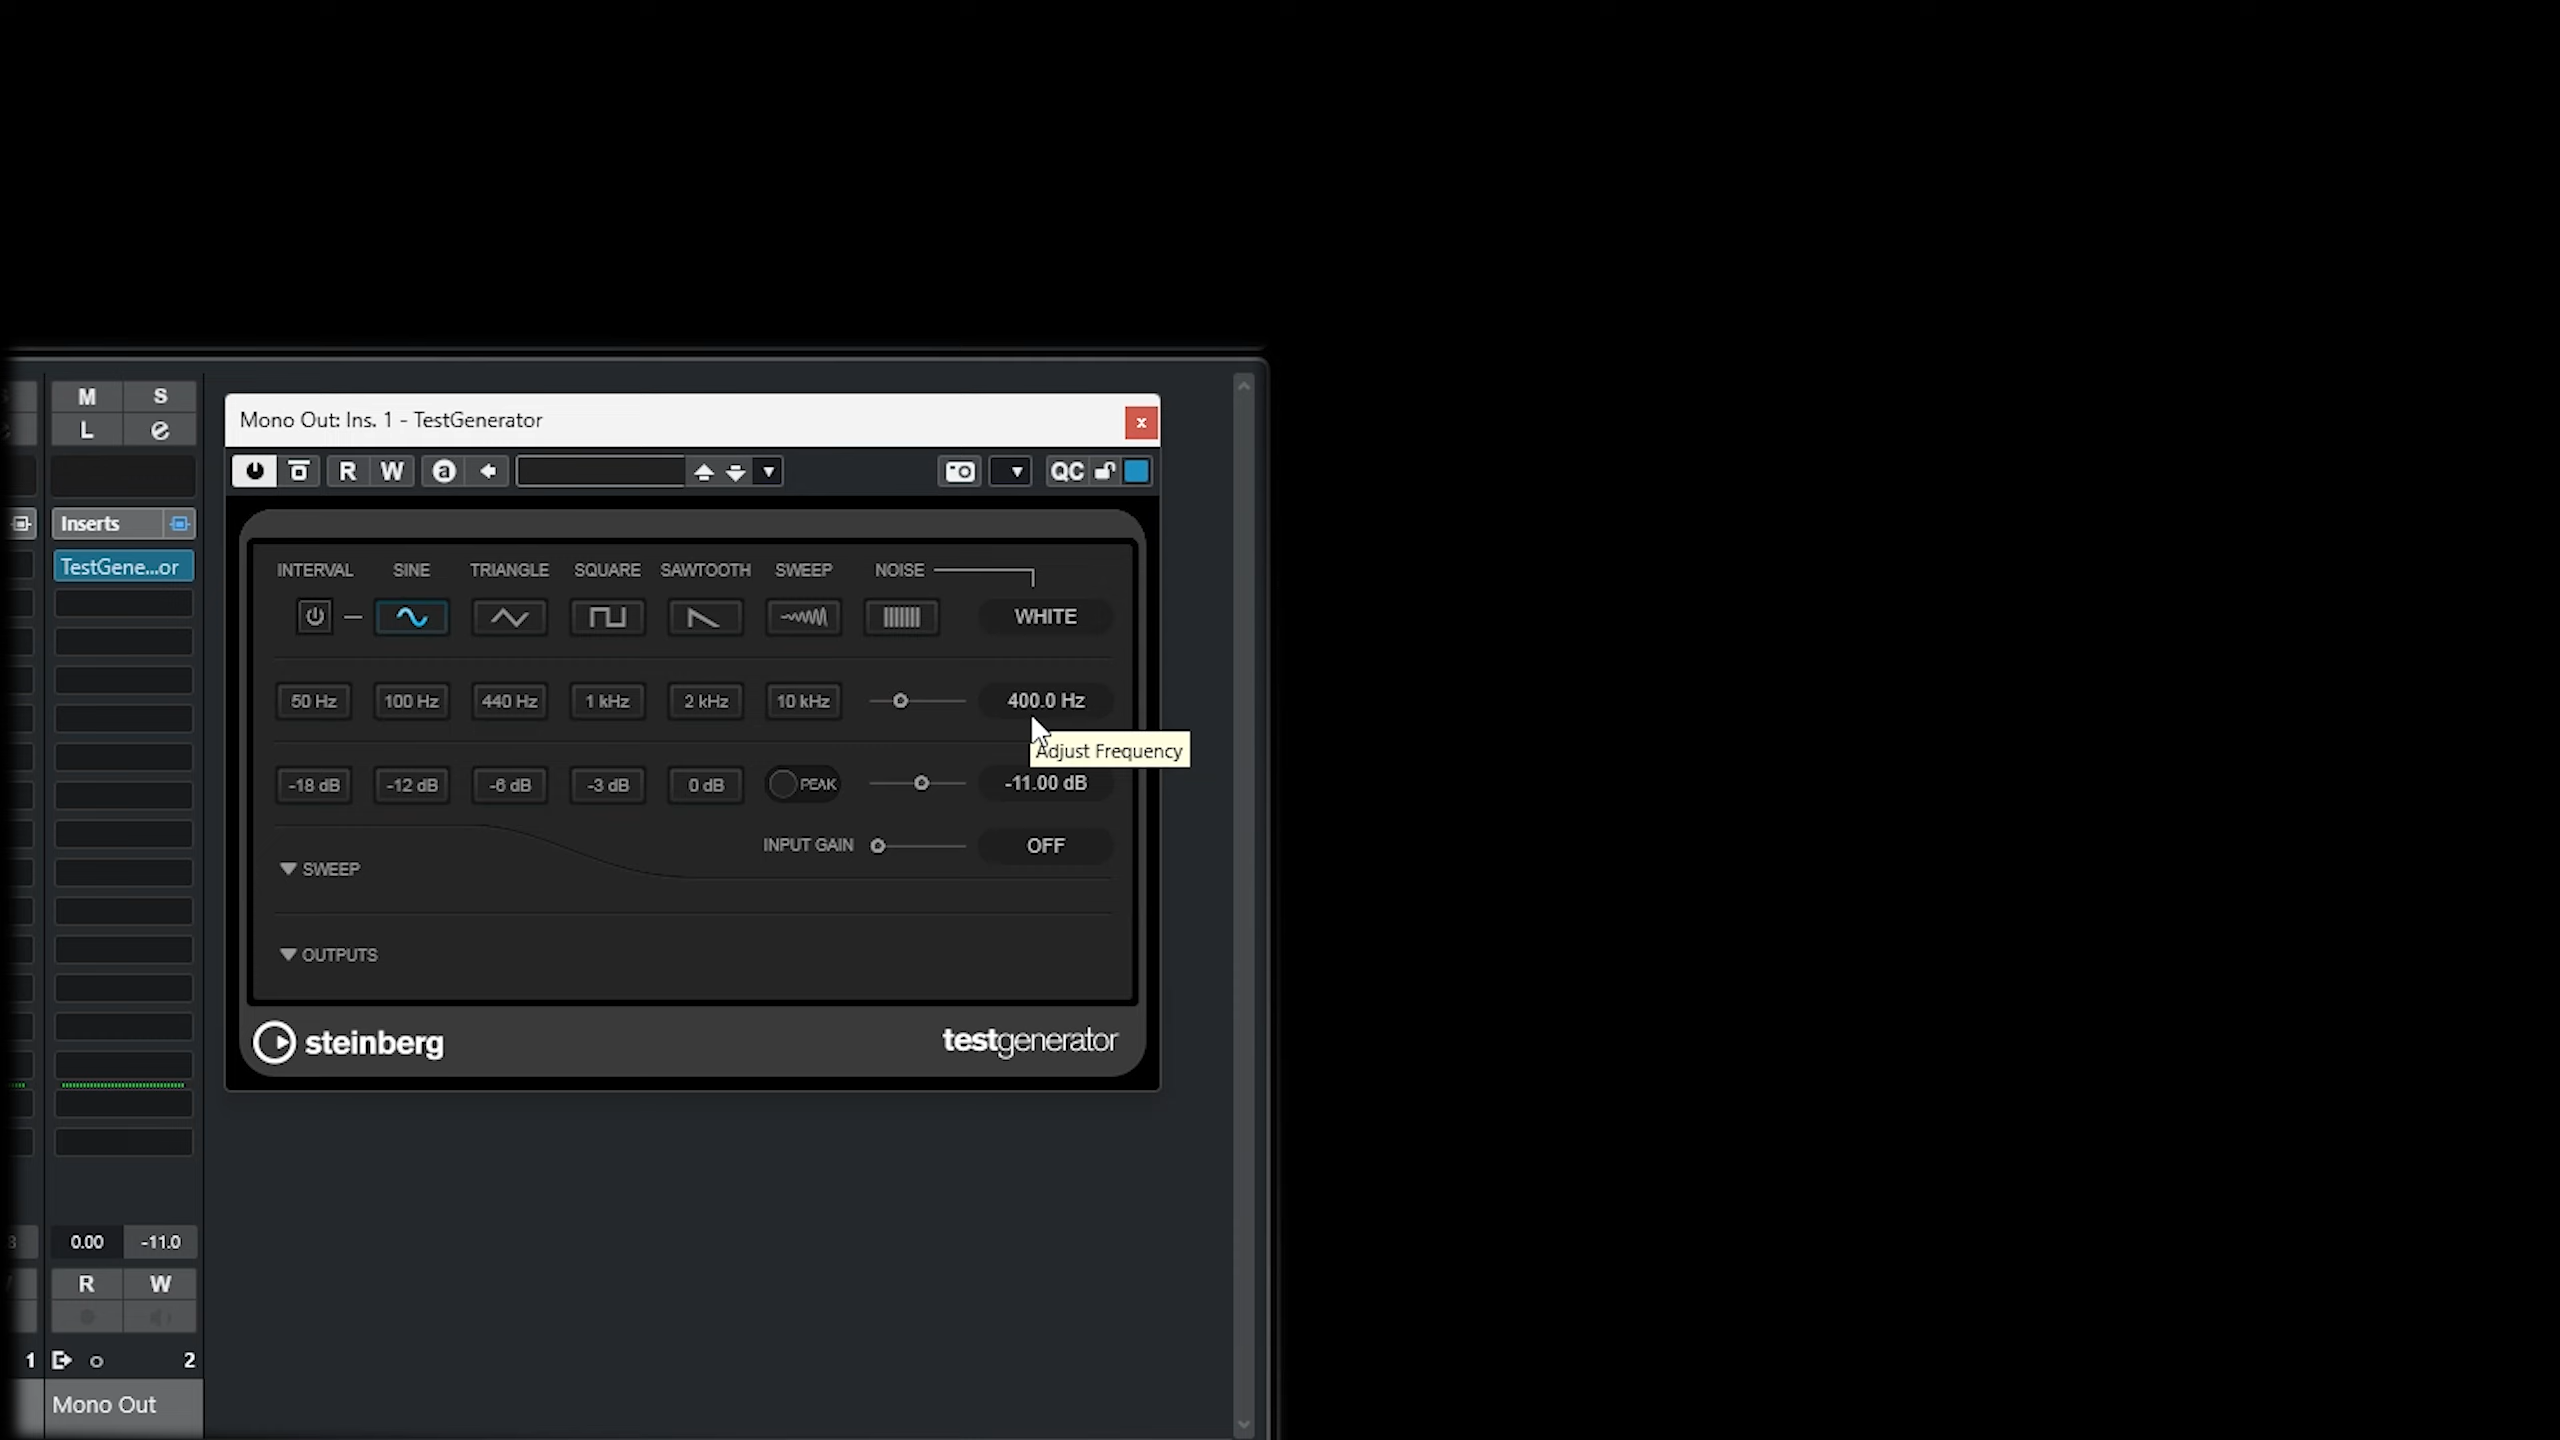 M S
L
Mono Out: Ins. 1 - TestGenerator
x
R W a
QC
Inserts
TestGene...or
INTERVAL SINE TRIANGLE SQUARE SAWTOOTH SWEEP NOISE
WHITE
50 Hz 100 Hz 440 Hz 1 kHz 2 kHz 10 kHz 400.0 Hz
Adjust Frequency
-18 dB -12 dB -6 dB -3 dB 0 dB PEAK -11.00 dB
INPUT GAIN OFF
SWEEP
OUTPUTS
steinberg testgenerator
0.00 -11.0
R W
1 2
Mono Out